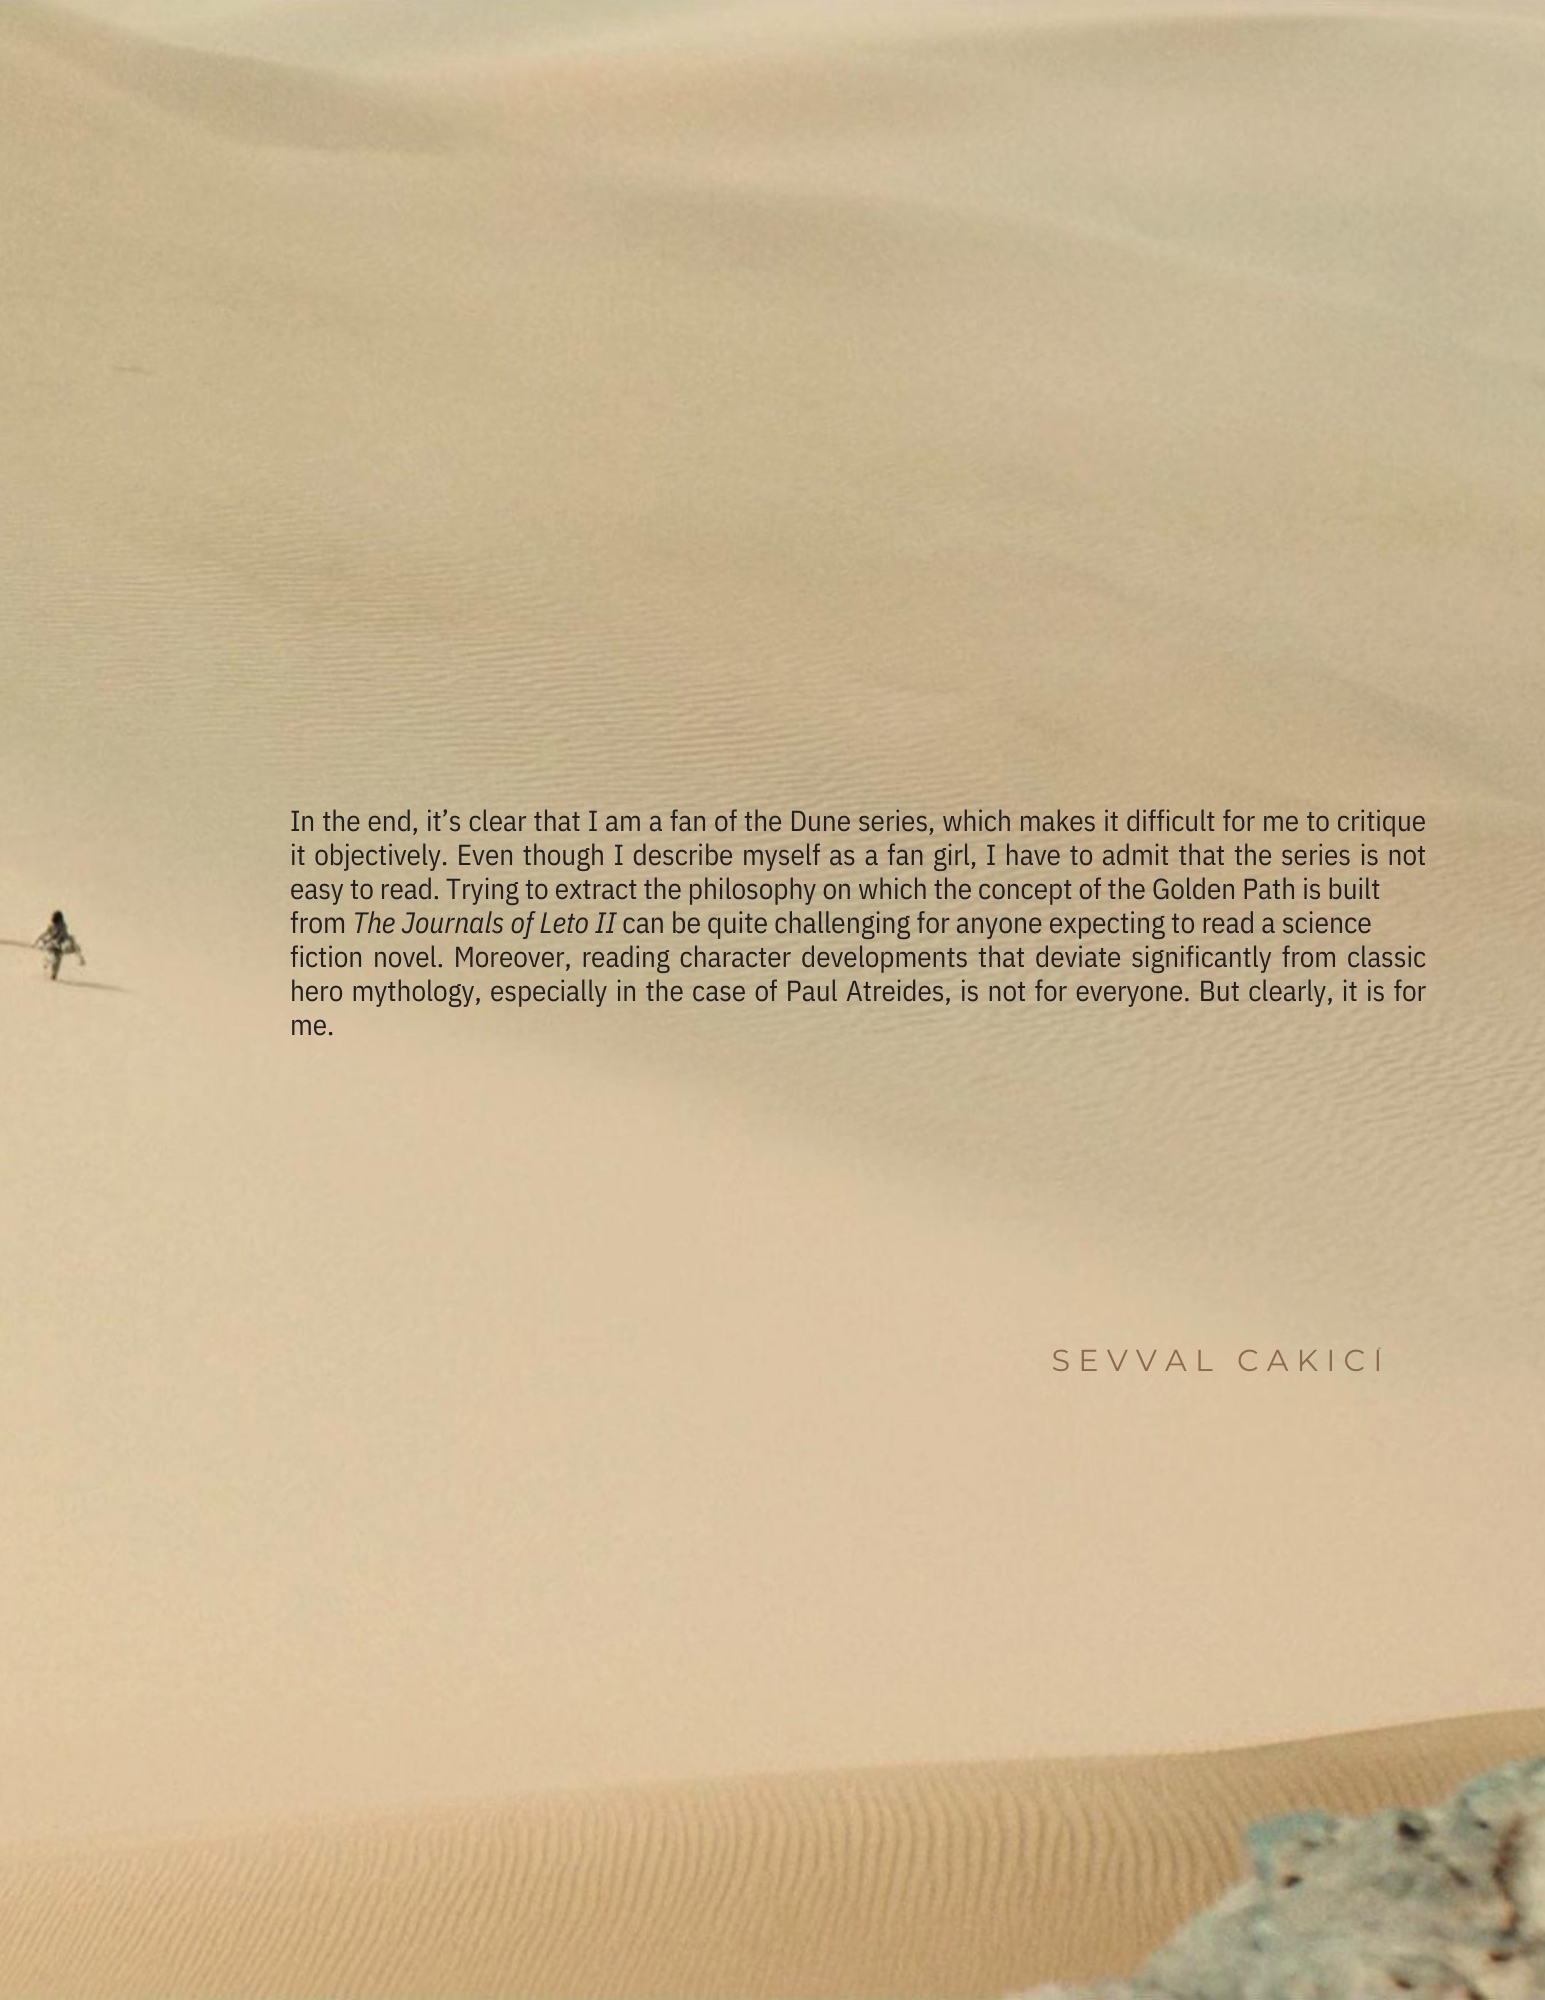 In the end, it’s clear that I am a fan of the Dune series, which makes it difficult for me to critique
it objectively. Even though I describe myself as a fan girl, I have to admit that the series is not
easy to read. Trying to extract the philosophy on which the concept of the Golden Path is built
from The Journals of Leto II can be quite challenging for anyone expecting to read a science
fiction novel. Moreover, reading character developments that deviate significantly from classic
hero mythology, especially in the case of Paul Atreides, is not for everyone. But clearly, it is for
me.
SEVVAL CAKICİ